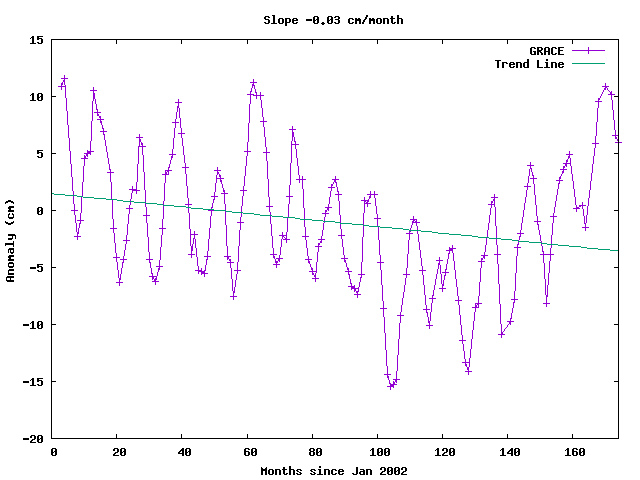 Slope -0.03 cm/month
GRACE
Trend Line
15
10
5
0
-5
-10
-15
-20
Anomaly (cm)
0 20 40 60 80 100 120 140 160
Months since Jan 2002